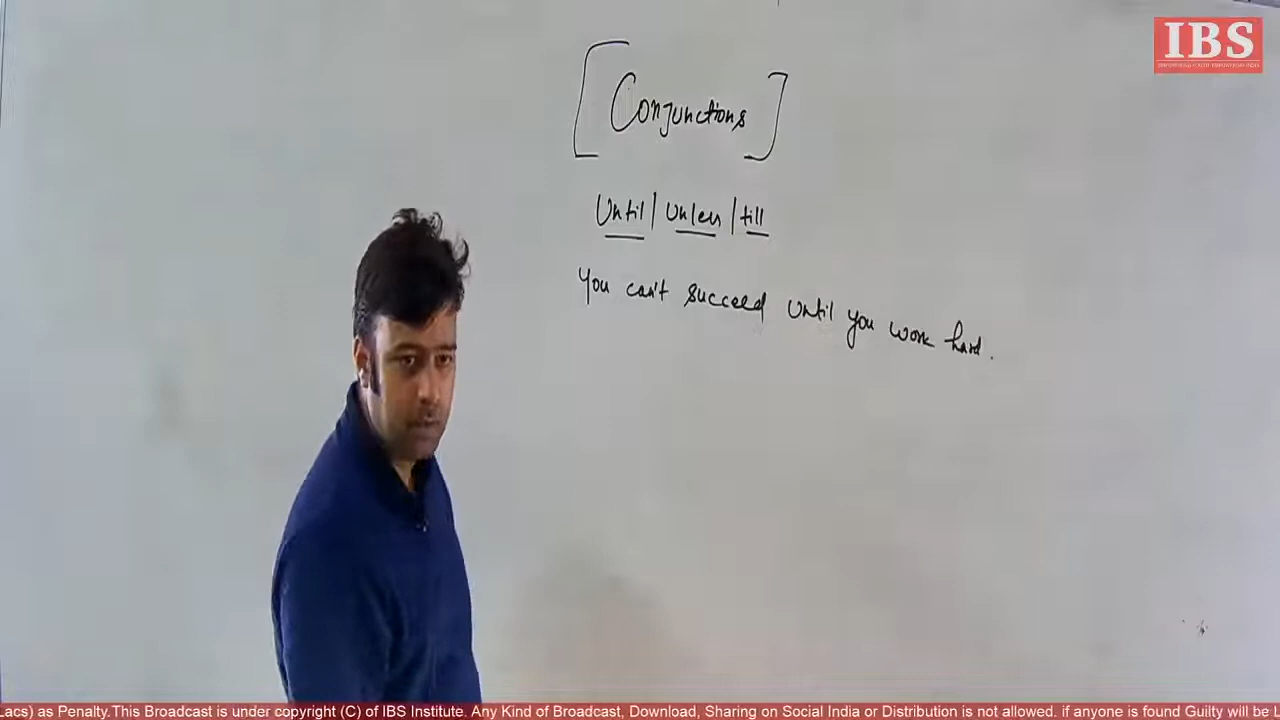 IBS
[Conjunctions]
Until / Unless / till
You can't succeed until you work hard.
Lacs) as Penalty.This Broadcast is under copyright (C) of IBS Institute. Any Kind of Broadcast, Download, Sharing on Social India or Distribution is not allowed. if anyone is found Guilty will be